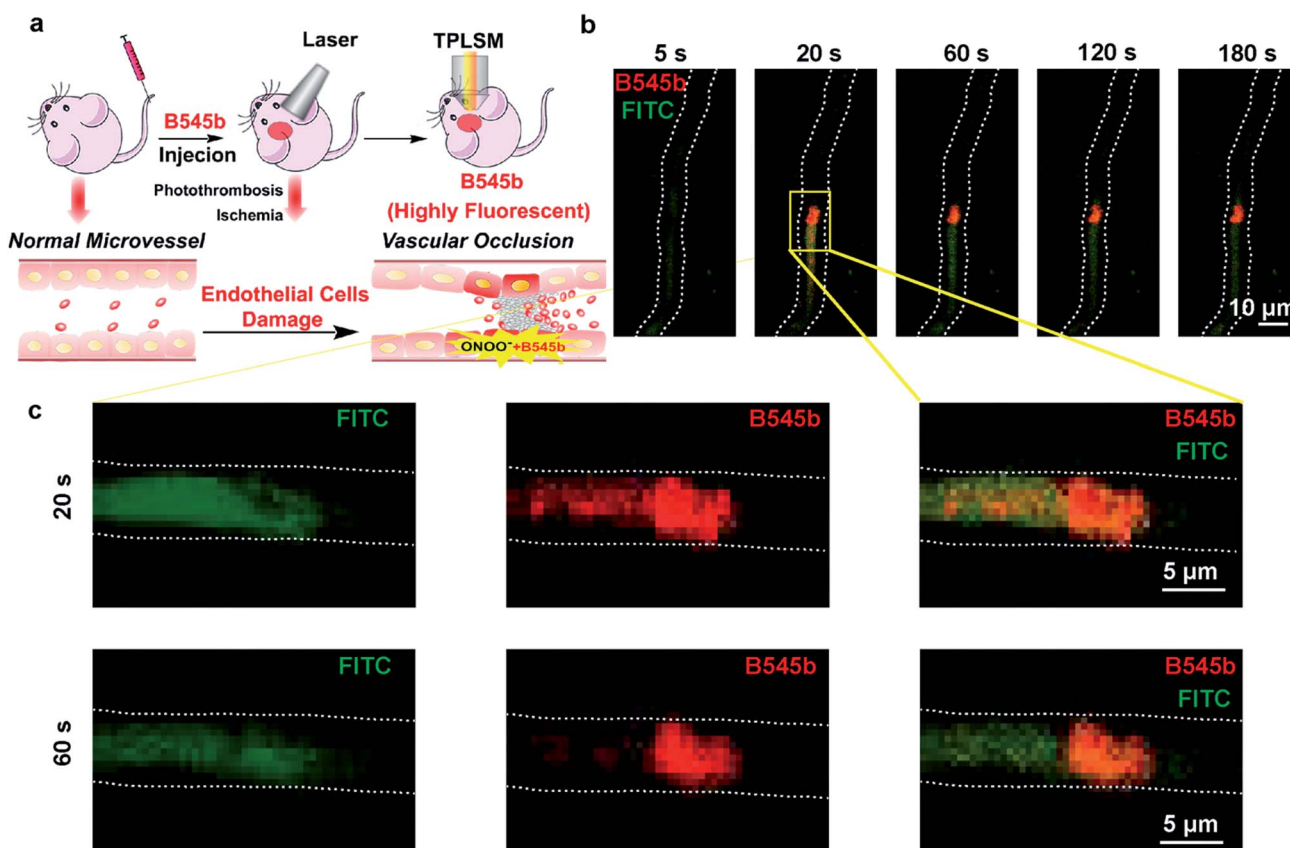 a
Laser
TPLSM
B545b
Injecion
Photothrombosis
Ischemia
B545b
(Highly Fluorescent)
Normal Microvessel
Vascular Occlusion
Endothelial Cells
Damage
ONOO⁻+B545b
b
5 s
20 s
60 s
120 s
180 s
B545b
FITC
10 µm
c
20 s
FITC
B545b
B545b
FITC
5 µm
60 s
FITC
B545b
B545b
FITC
5 µm